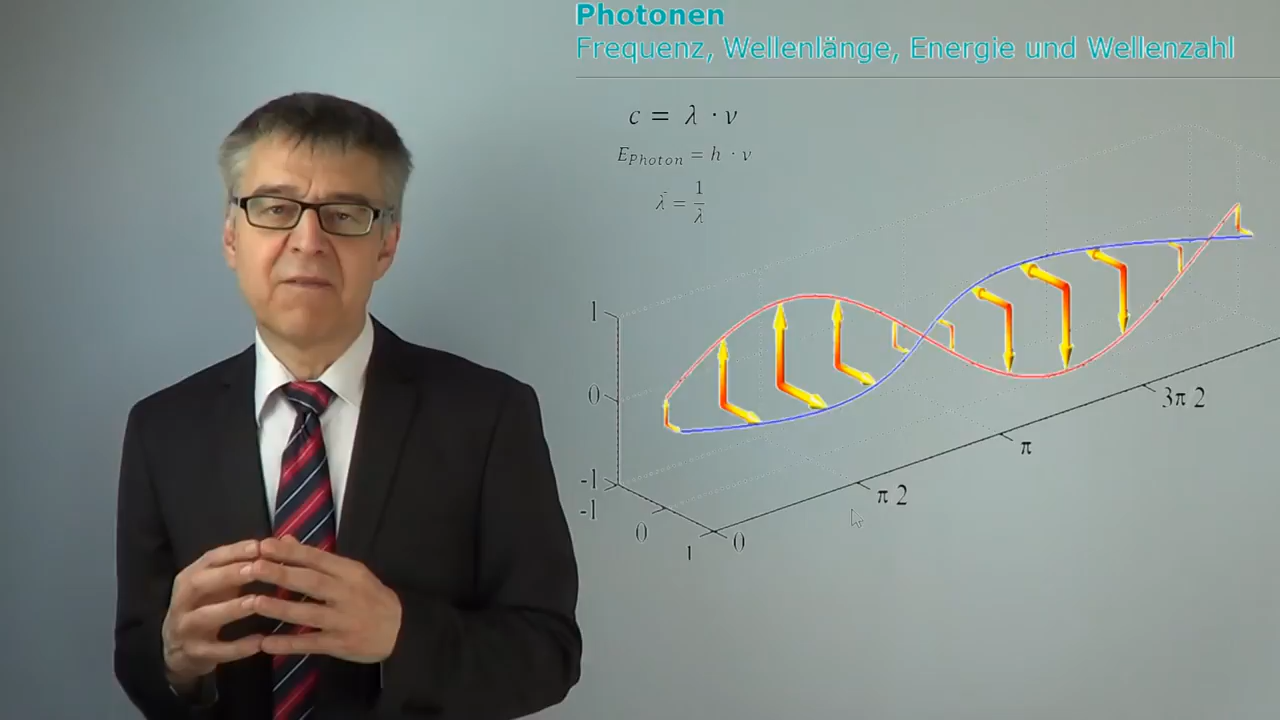 Photonen
Frequenz, Wellenlänge, Energie und Wellenzahl
c = λ · ν
E_Photon = h · ν
λ̄ = 1/λ
1
0
-1
-1
0
1
0
π 2
π
3π 2